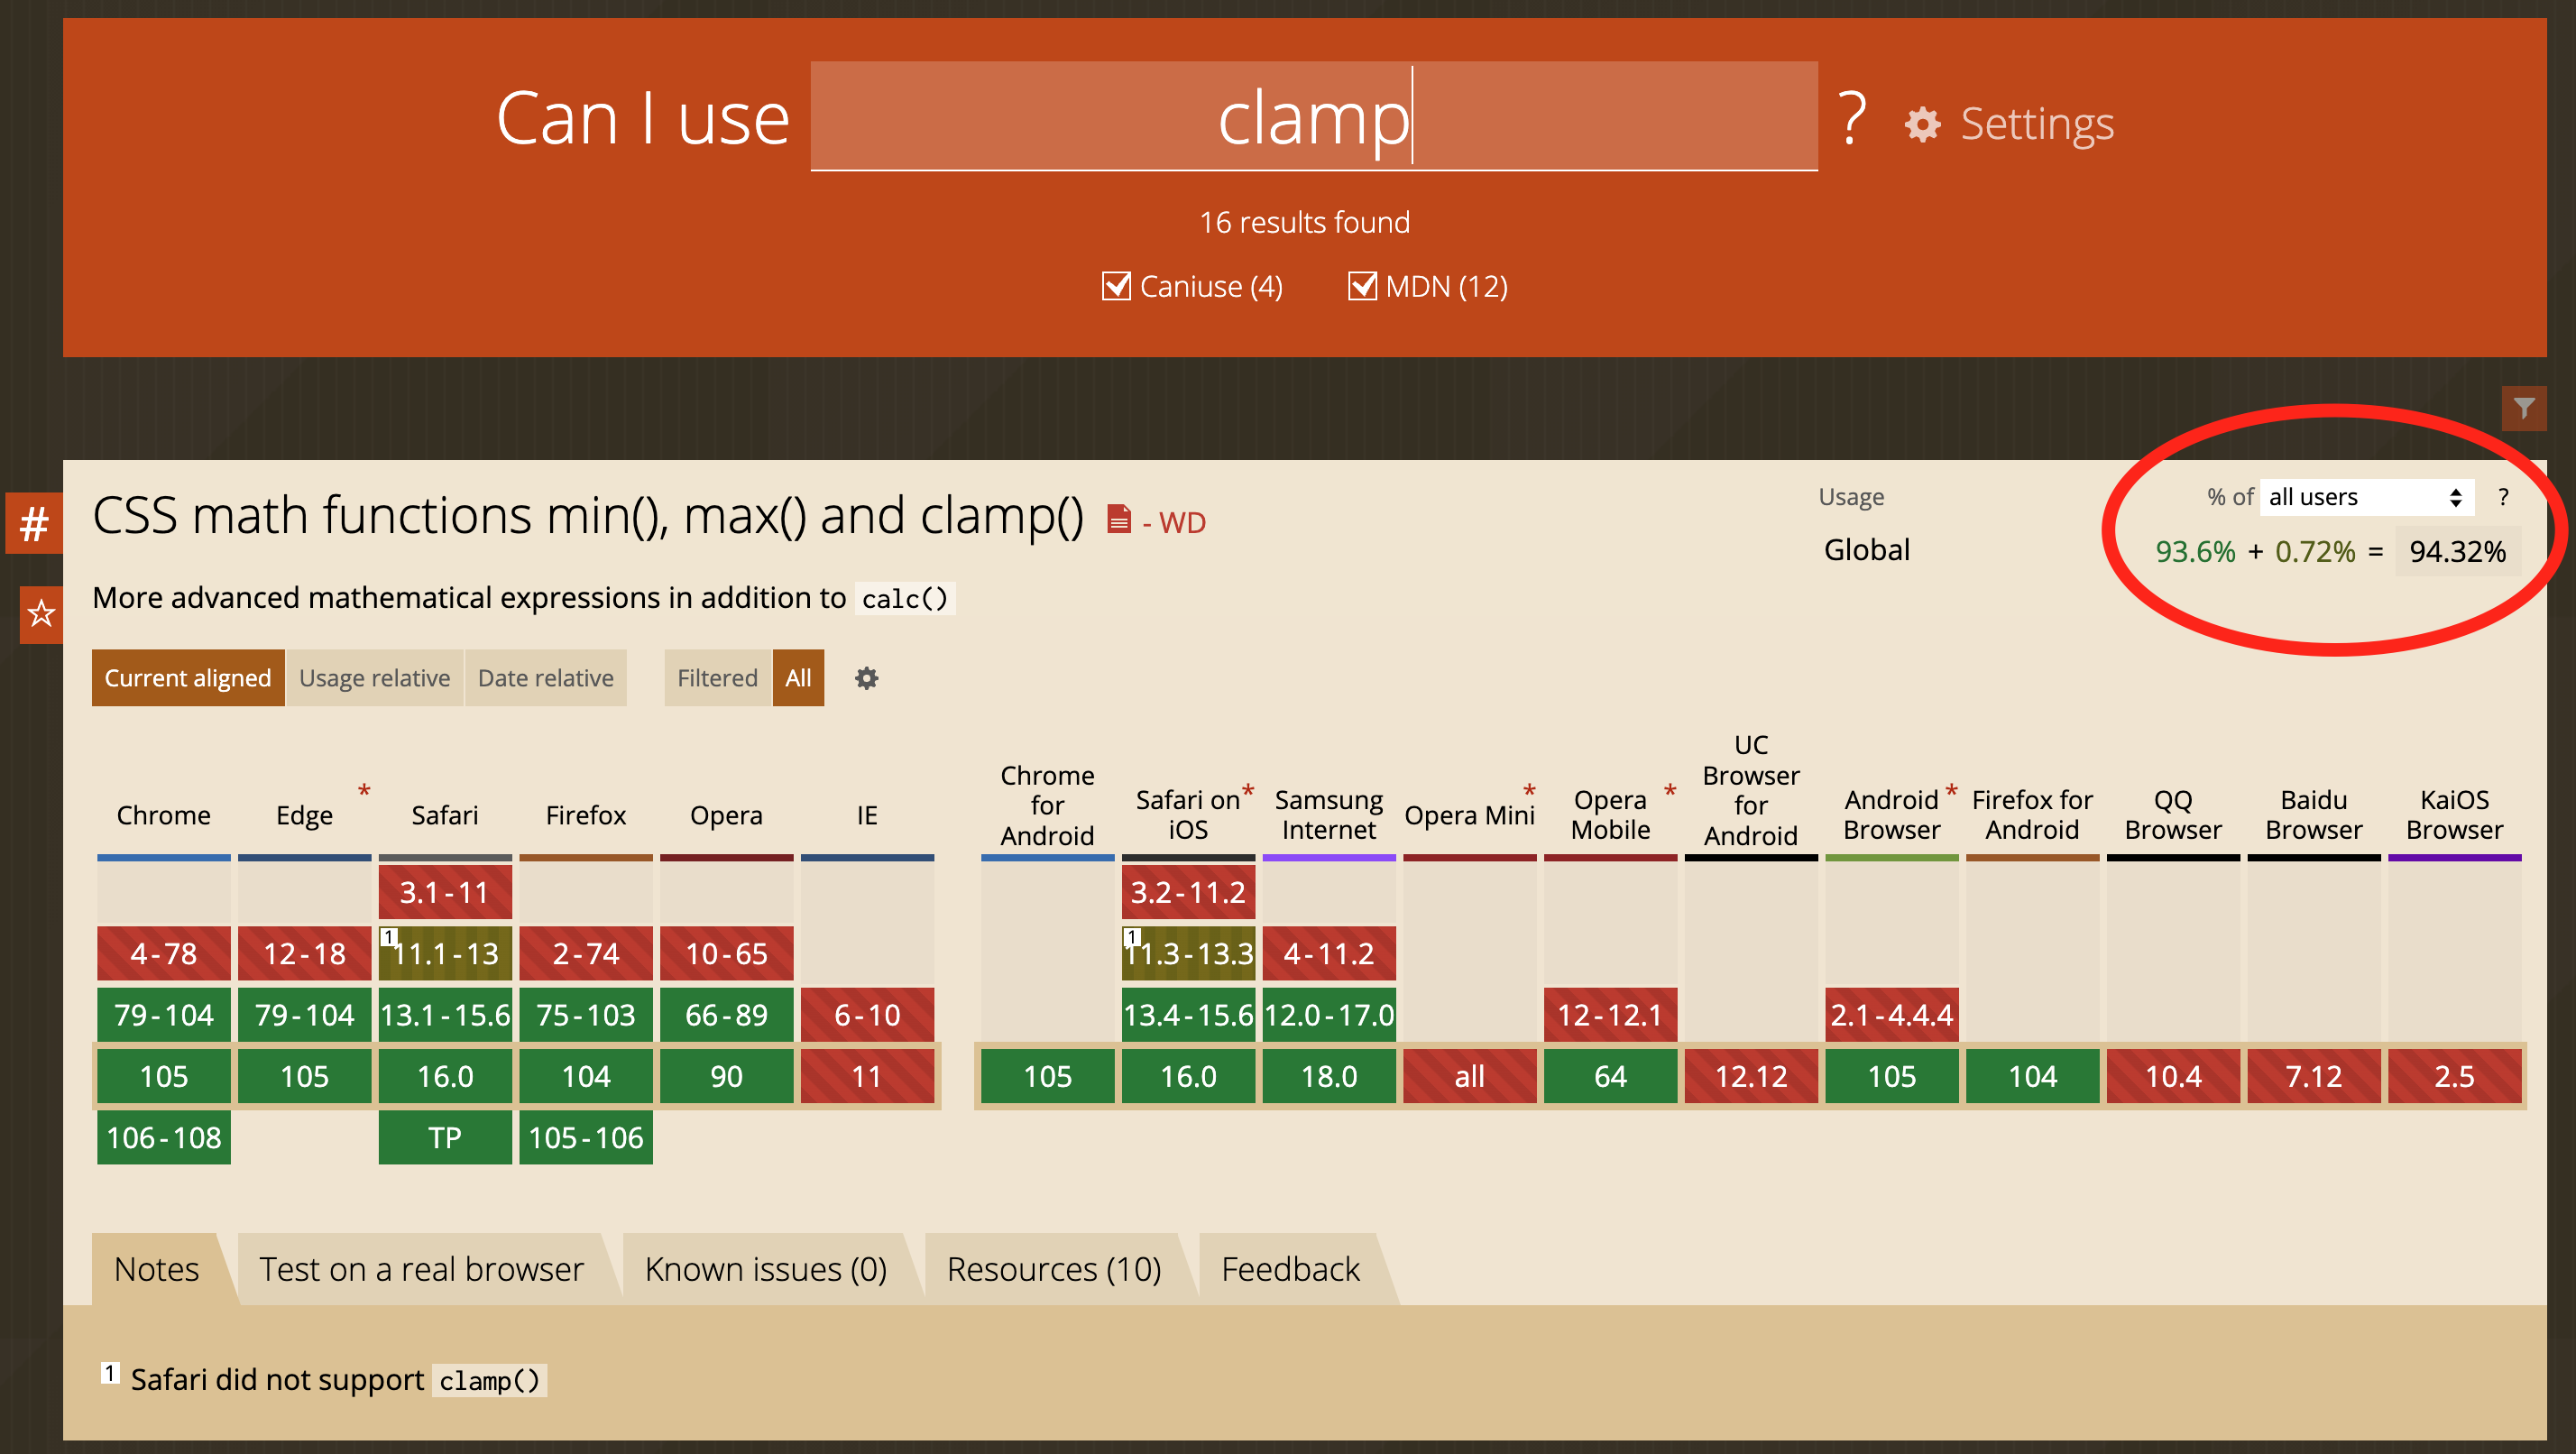 Can I use clamp ? Settings
16 results found
Caniuse (4) MDN (12)
# CSS math functions min(), max() and clamp() - WD
Usage % of all users ?
Global 93.6% + 0.72% = 94.32%
More advanced mathematical expressions in addition to calc()
Current aligned Usage relative Date relative Filtered All
Chrome Edge * Safari Firefox Opera IE
Chrome for Android Safari on iOS * Samsung Internet Opera Mini * Opera Mobile * UC Browser for Android Android Browser * Firefox for Android QQ Browser Baidu Browser KaiOS Browser
3.1-11 3.2-11.2
4-78 12-18 1 11.1-13 2-74 10-65 1 11.3-13.3 4-11.2
79-104 79-104 13.1-15.6 75-103 66-89 6-10 13.4-15.6 12.0-17.0 12-12.1 2.1-4.4.4
105 105 16.0 104 90 11 105 16.0 18.0 all 64 12.12 105 104 10.4 7.12 2.5
106-108 TP 105-106
Notes Test on a real browser Known issues (0) Resources (10) Feedback
1 Safari did not support clamp()